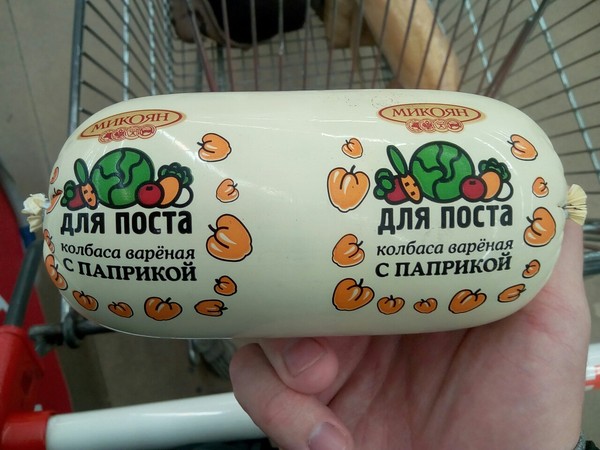 МИКОЯН
ДЛЯ ПОСТА
колбаса варёная
С ПАПРИКОЙ
МИКОЯН
ДЛЯ ПОСТА
колбаса варёная
С ПАПРИКОЙ